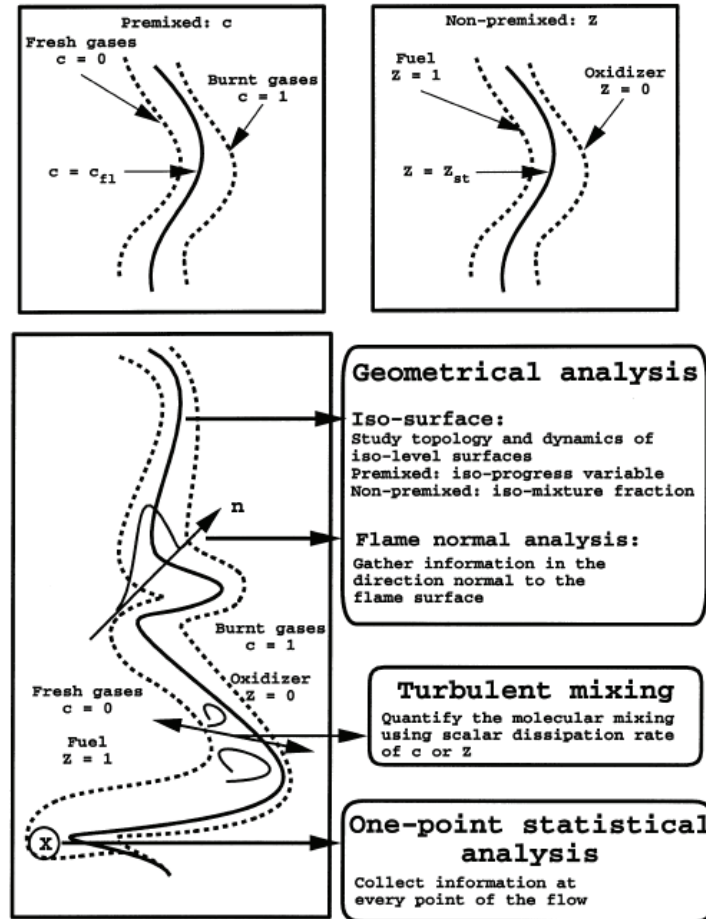 Premixed: c
Fresh gases
c = 0
Burnt gases
c = 1
c = cfl
Non-premixed: Z
Fuel
Z = 1
Oxidizer
Z = 0
Z = Zst
n
Burnt gases
c = 1
Oxidizer
Z = 0
Fresh gases
c = 0
Fuel
Z = 1
X
Geometrical analysis
Iso-surface:
Study topology and dynamics of
iso-level surfaces
Premixed: iso-progress variable
Non-premixed: iso-mixture fraction
Flame normal analysis:
Gather information in the
direction normal to the
flame surface
Turbulent mixing
Quantify the molecular mixing
using scalar dissipation rate
of c or Z
One-point statistical
analysis
Collect information at
every point of the flow